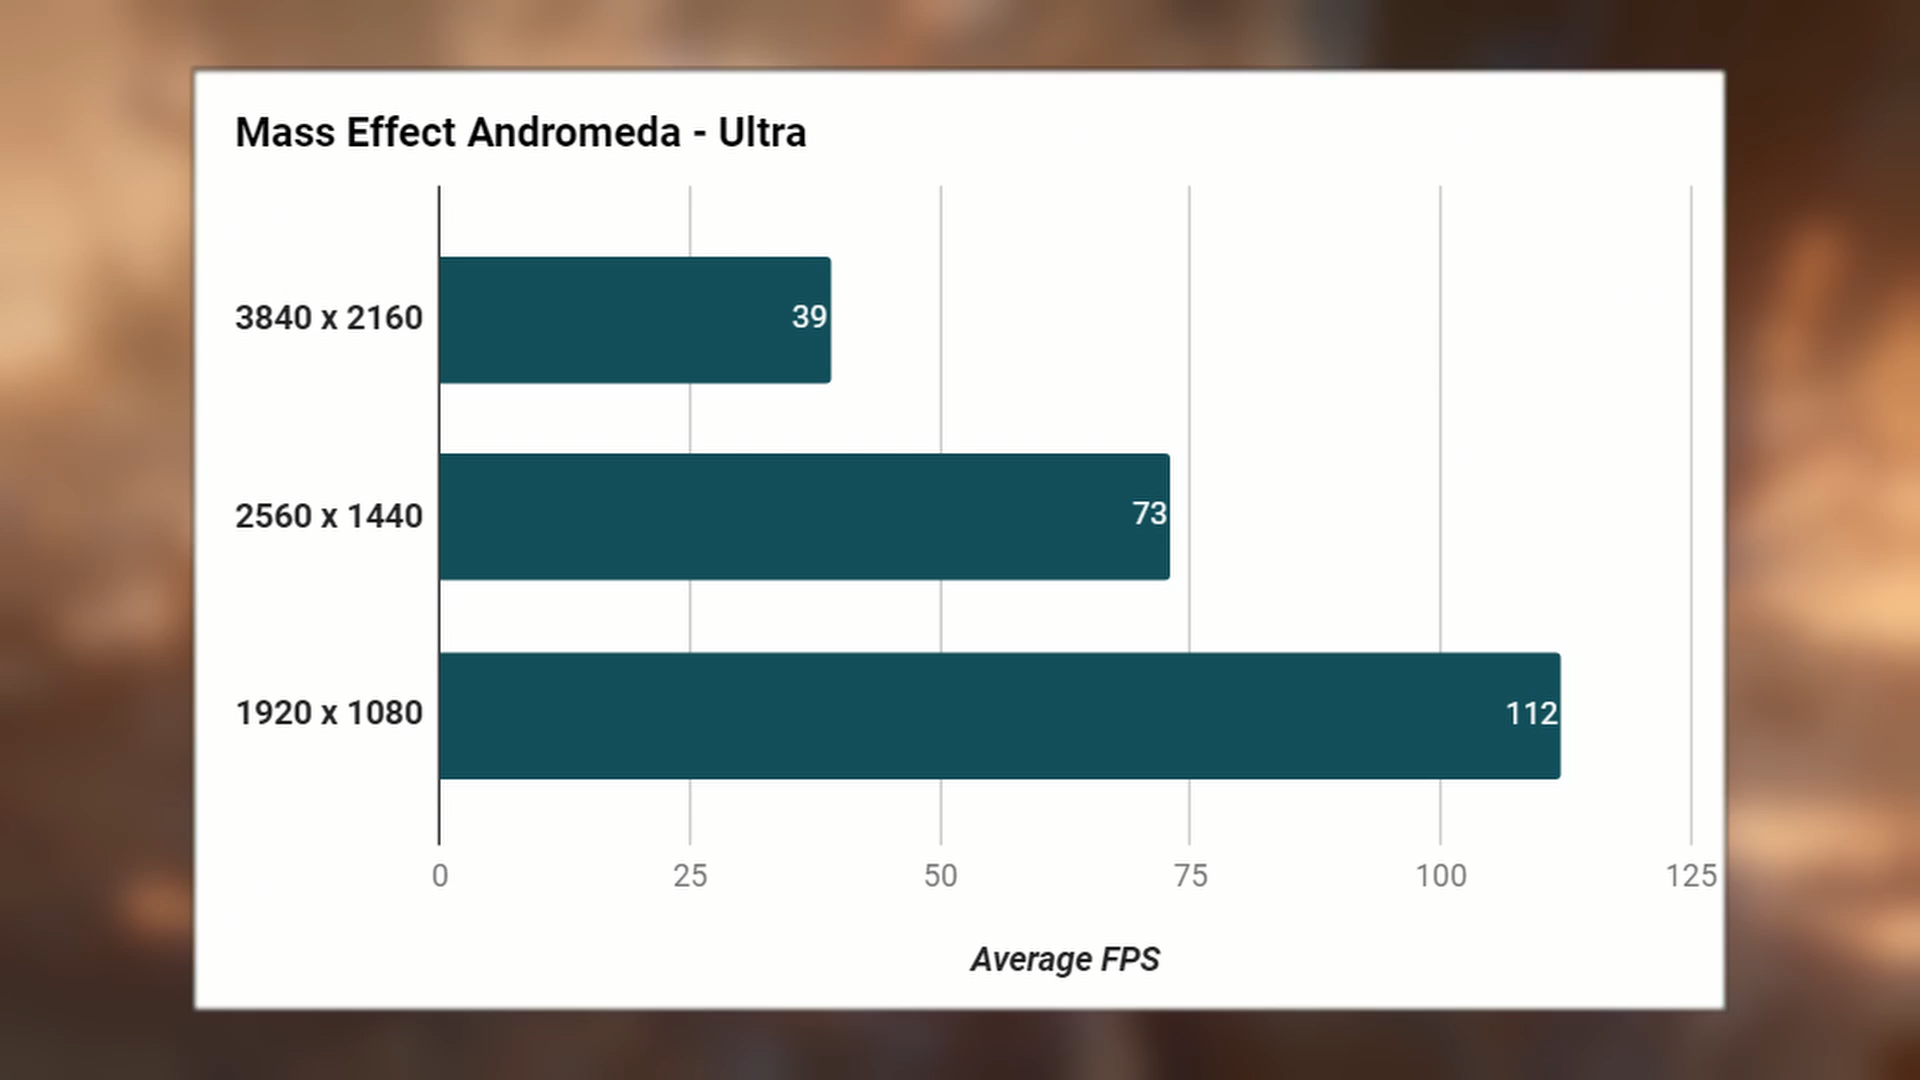 Mass Effect Andromeda - Ultra
3840 x 2160
39
2560 x 1440
73
1920 x 1080
112
0 25 50 75 100 125
Average FPS